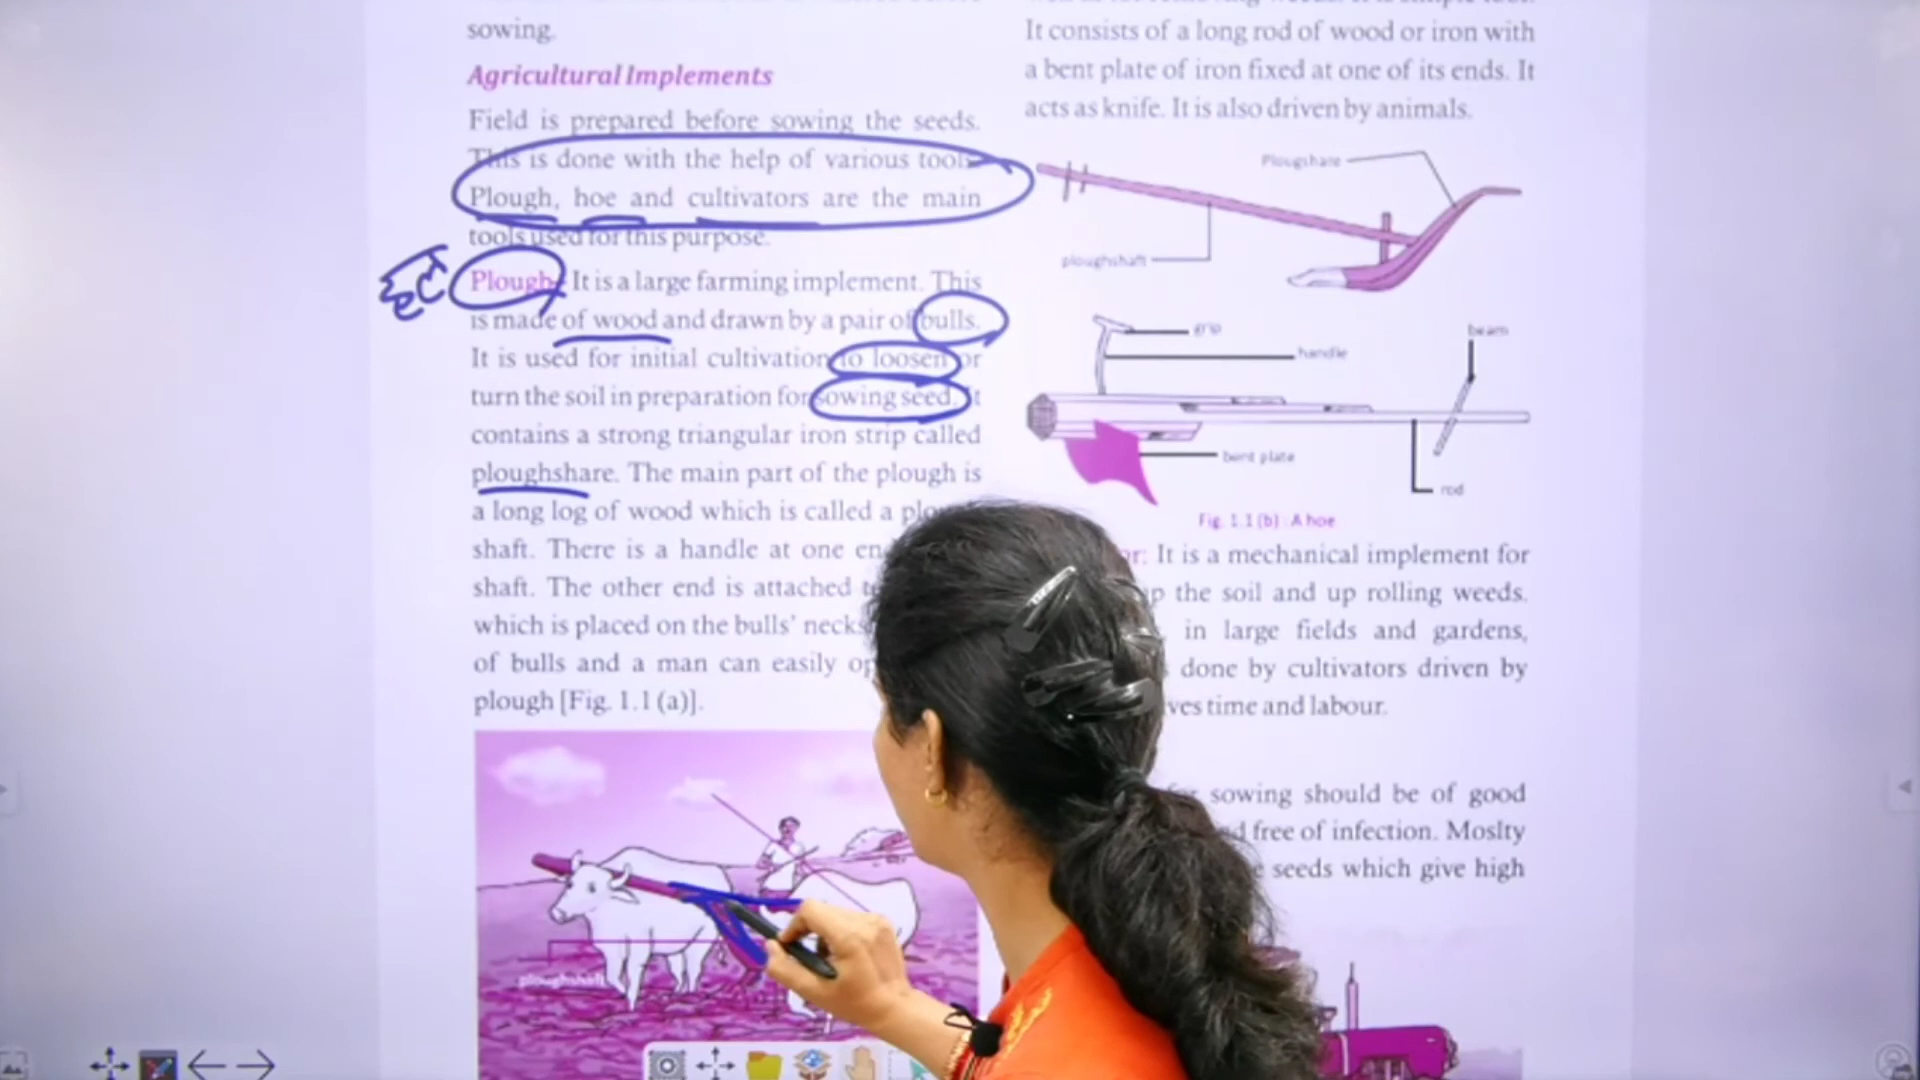 sowing.
Agricultural Implements
Field is prepared before sowing the seeds.
This is done with the help of various tools.
Plough, hoe and cultivators are the main
tools used for this purpose.
Plough: It is a large farming implement. This
is made of wood and drawn by a pair of bulls.
It is used for initial cultivation to loosen or
turn the soil in preparation for sowing seed. It
contains a strong triangular iron strip called
ploughshare. The main part of the plough is
a long log of wood which is called a
shaft. There is a handle at one
shaft. The other end is attached
which is placed on the bulls' necks
of bulls and a man can easily
plough [Fig. 1.1 (a)].
ploughshaft
It consists of a long rod of wood or iron with
a bent plate of iron fixed at one of its ends. It
acts as knife. It is also driven by animals.
Plougshare
ploughshaft
grip
beam
handle
bent plate
rod
Fig. 1.1 (b) : A hoe
It is a mechanical implement for
the soil and up rolling weeds.
in large fields and gardens,
done by cultivators driven by
time and labour.
sowing should be of good
free of infection. Moslty
seeds which give high